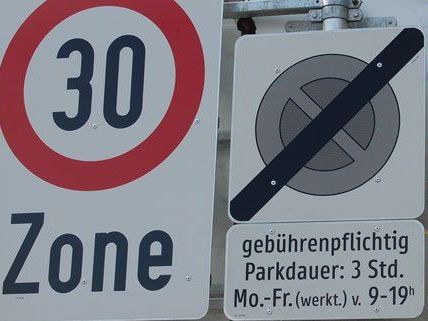 30
Zone
gebührenpflichtig
Parkdauer: 3 Std.
Mo.-Fr. (werkt.) v. 9-19ʰ